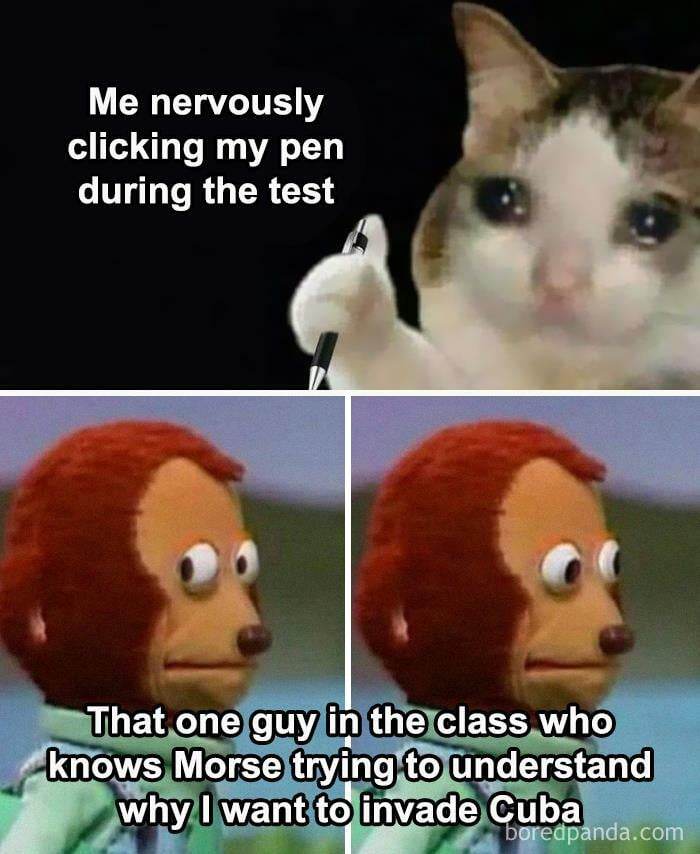 Me nervously
clicking my pen
during the test
That one guy in the class who
knows Morse trying to understand
why I want to invade Cuba
boredpanda.com